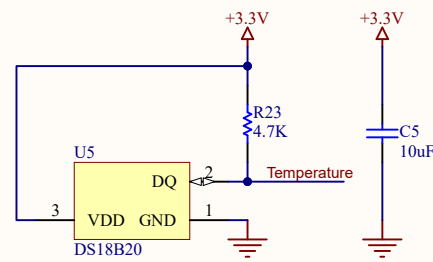 +3.3V
+3.3V
R23
4.7K
C5
10uF
U5
DQ
2
Temperature
3
VDD
GND
1
DS18B20